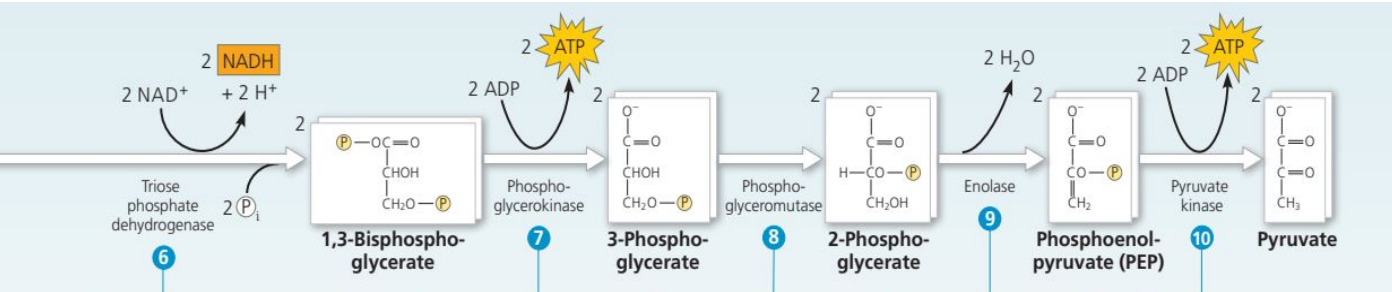 2 NAD⁺
2 NADH
+ 2 H⁺
Triose
phosphate
dehydrogenase
6
2 Pᵢ
2
P—OC=O
CHOH
CH₂O—P
1,3-Bisphospho-
glycerate
2 ADP
2 ATP
Phospho-
glycerokinase
7
2
O⁻
C=O
CHOH
CH₂O—P
3-Phospho-
glycerate
Phospho-
glyceromutase
8
2
O⁻
C=O
H—CO—P
CH₂OH
2-Phospho-
glycerate
2 H₂O
Enolase
9
2
O⁻
C=O
CO—P
CH₂
Phosphoenol-
pyruvate (PEP)
2 ADP
2 ATP
Pyruvate
kinase
10
2
O⁻
C=O
C=O
CH₃
Pyruvate